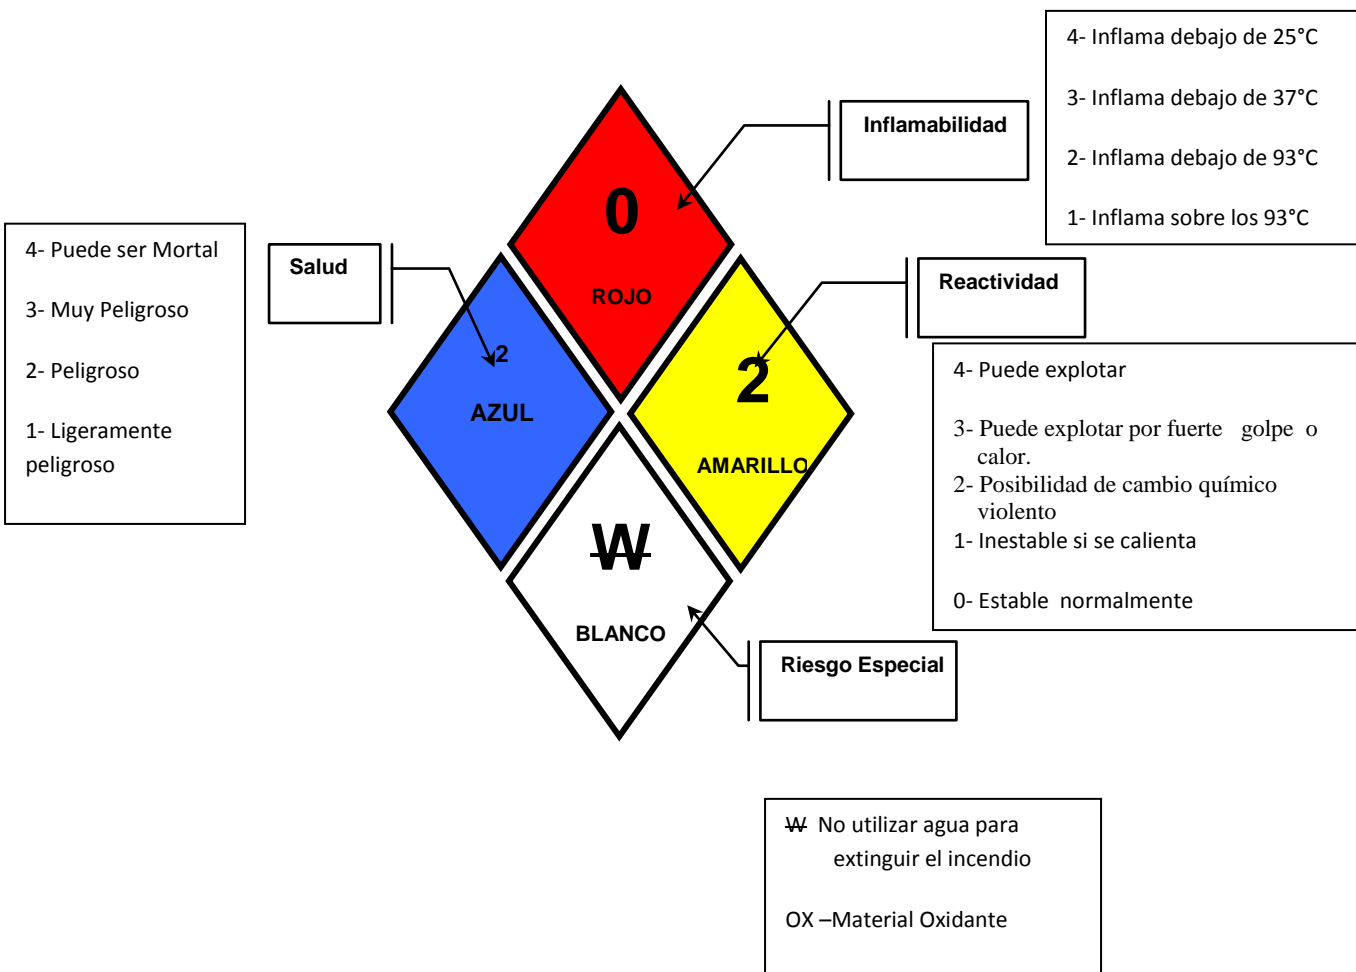 4- Inflama debajo de 25°C
3- Inflama debajo de 37°C
2- Inflama debajo de 93°C
1- Inflama sobre los 93°C
Inflamabilidad
0
ROJO
4- Puede ser Mortal
3- Muy Peligroso
2- Peligroso
1- Ligeramente
peligroso
Salud
2
AZUL
Reactividad
2
AMARILLO
4- Puede explotar
3- Puede explotar por fuerte golpe o
calor.
2- Posibilidad de cambio químico
violento
1- Inestable si se calienta
0- Estable normalmente
W
BLANCO
Riesgo Especial
W No utilizar agua para
extinguir el incendio
OX –Material Oxidante